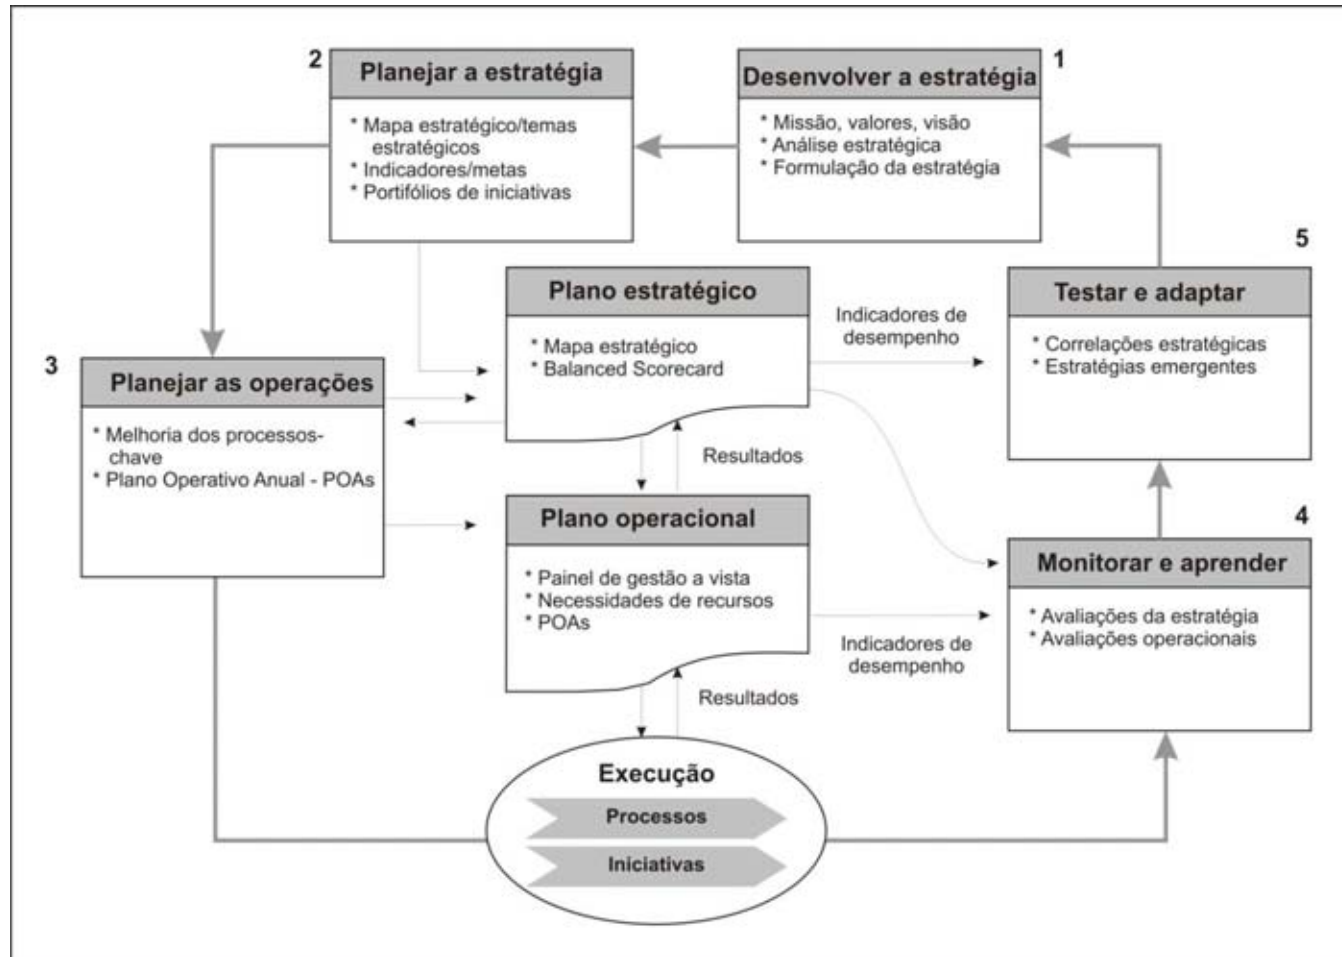 2
Planejar a estratégia
* Mapa estratégico/temas
estratégicos
* Indicadores/metas
* Portifólios de iniciativas
1
Desenvolver a estratégia
* Missão, valores, visão
* Análise estratégica
* Formulação da estratégia
5
Testar e adaptar
* Correlações estratégicas
* Estratégias emergentes
Plano estratégico
* Mapa estratégico
* Balanced Scorecard
Indicadores de
desempenho
3
Planejar as operações
* Melhoria dos processos-
chave
* Plano Operativo Anual - POAs
Resultados
Plano operacional
* Painel de gestão a vista
* Necessidades de recursos
* POAs
4
Monitorar e aprender
* Avaliações da estratégia
* Avaliações operacionais
Indicadores de
desempenho
Resultados
Execução
Processos
Iniciativas